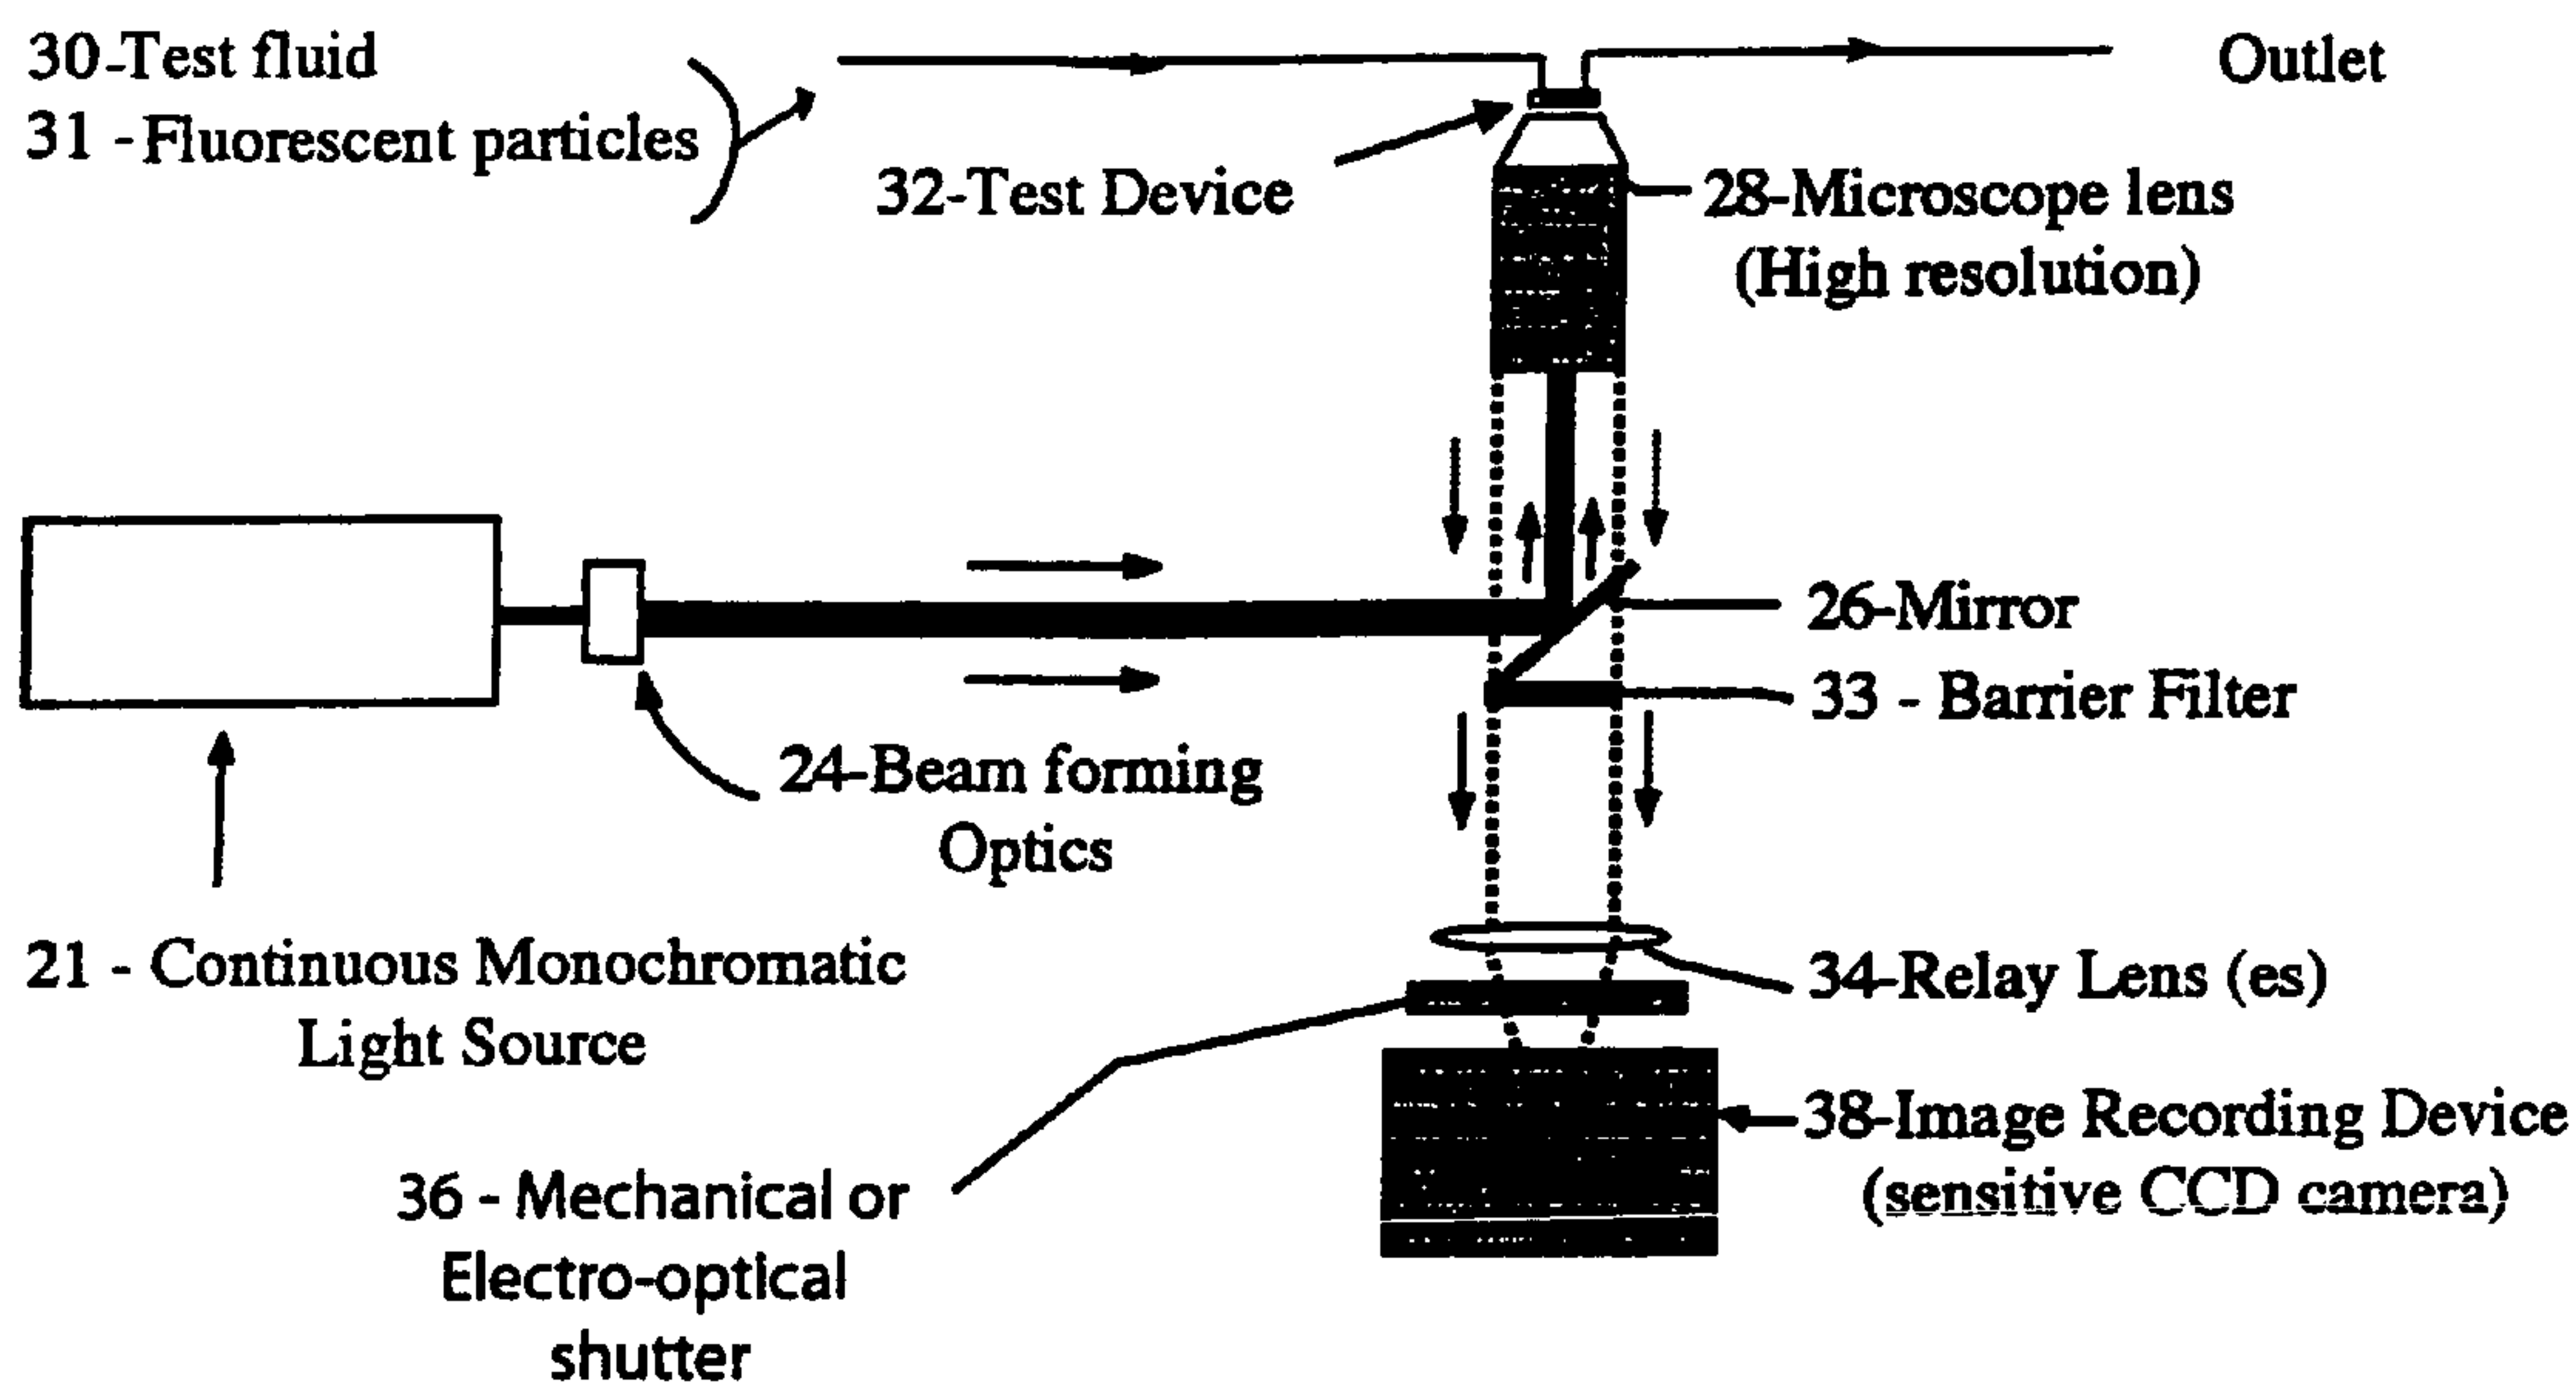 30-Test fluid
31 - Fluorescent particles
Outlet
32-Test Device
28-Microscope lens
(High resolution)
26-Mirror
33 - Barrier Filter
24-Beam forming
Optics
21 - Continuous Monochromatic
Light Source
34-Relay Lens (es)
38-Image Recording Device
(sensitive CCD camera)
36 - Mechanical or
Electro-optical
shutter